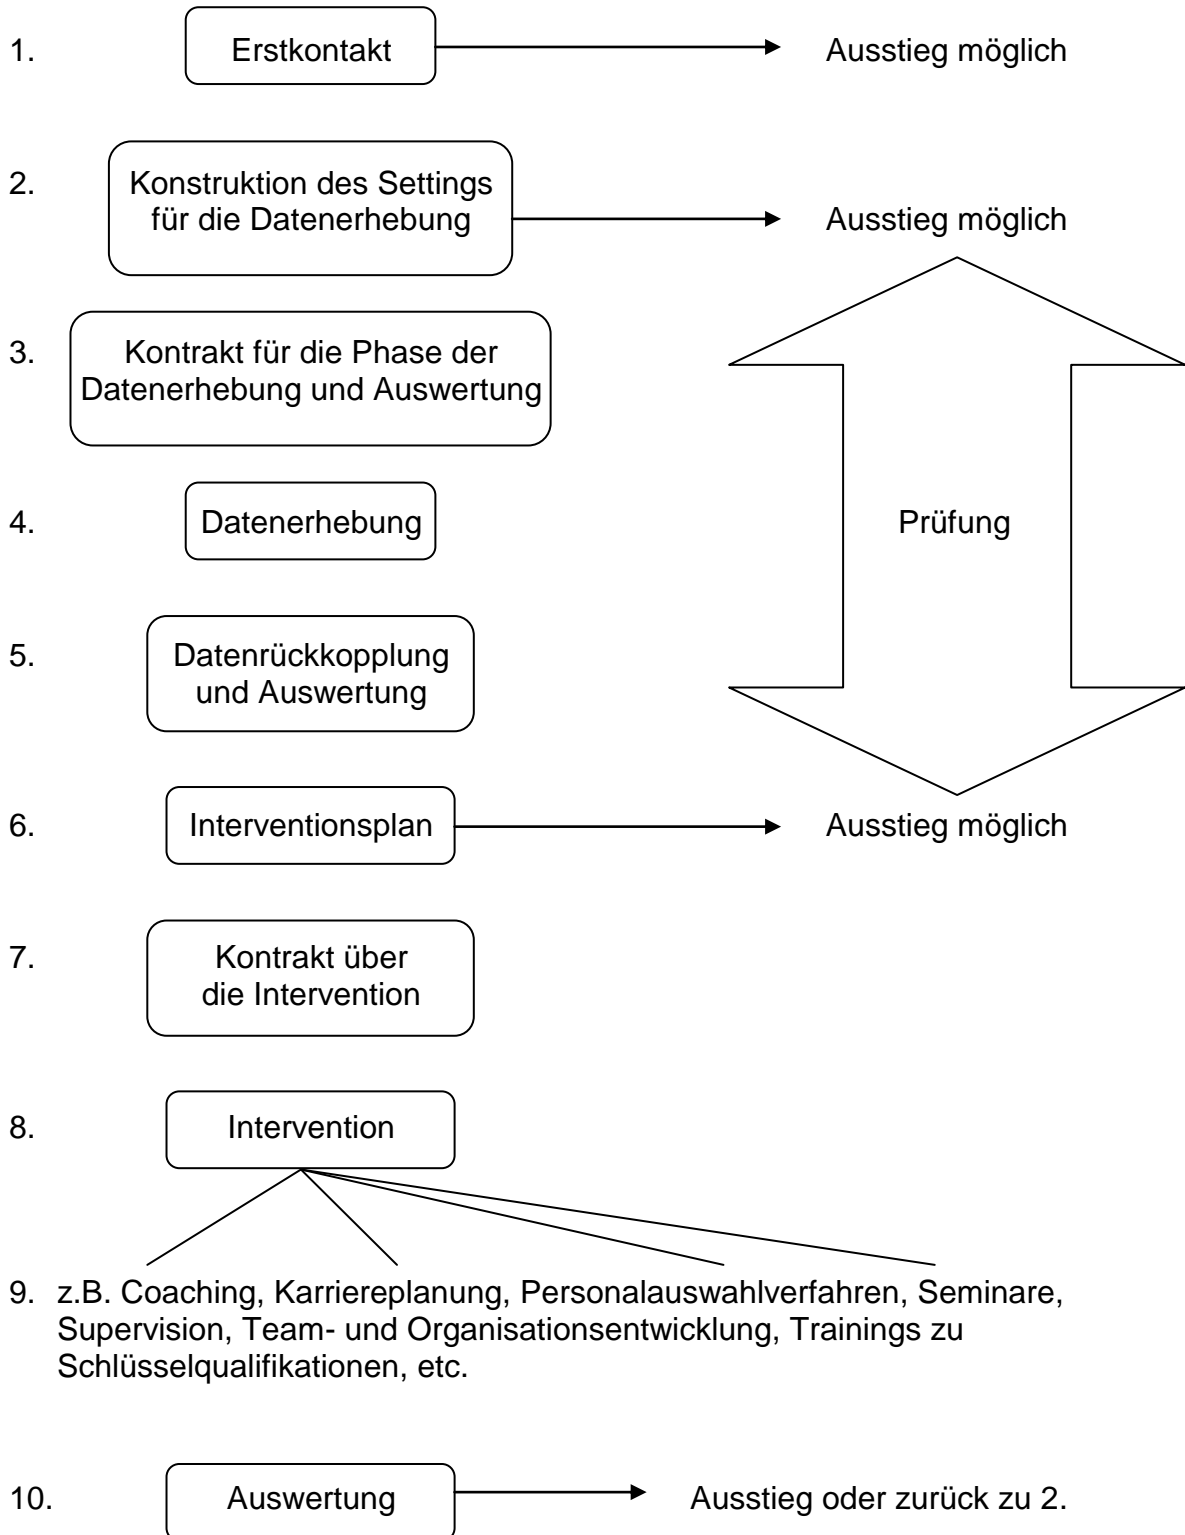 1. Erstkontakt Ausstieg möglich
2. Konstruktion des Settings
für die Datenerhebung Ausstieg möglich
3. Kontrakt für die Phase der
Datenerhebung und Auswertung
4. Datenerhebung Prüfung
5. Datenrückkopplung
und Auswertung
6. Interventionsplan Ausstieg möglich
7. Kontrakt über
die Intervention
8. Intervention
9. z.B. Coaching, Karriereplanung, Personalauswahlverfahren, Seminare,
Supervision, Team- und Organisationsentwicklung, Trainings zu
Schlüsselqualifikationen, etc.
10. Auswertung Ausstieg oder zurück zu 2.